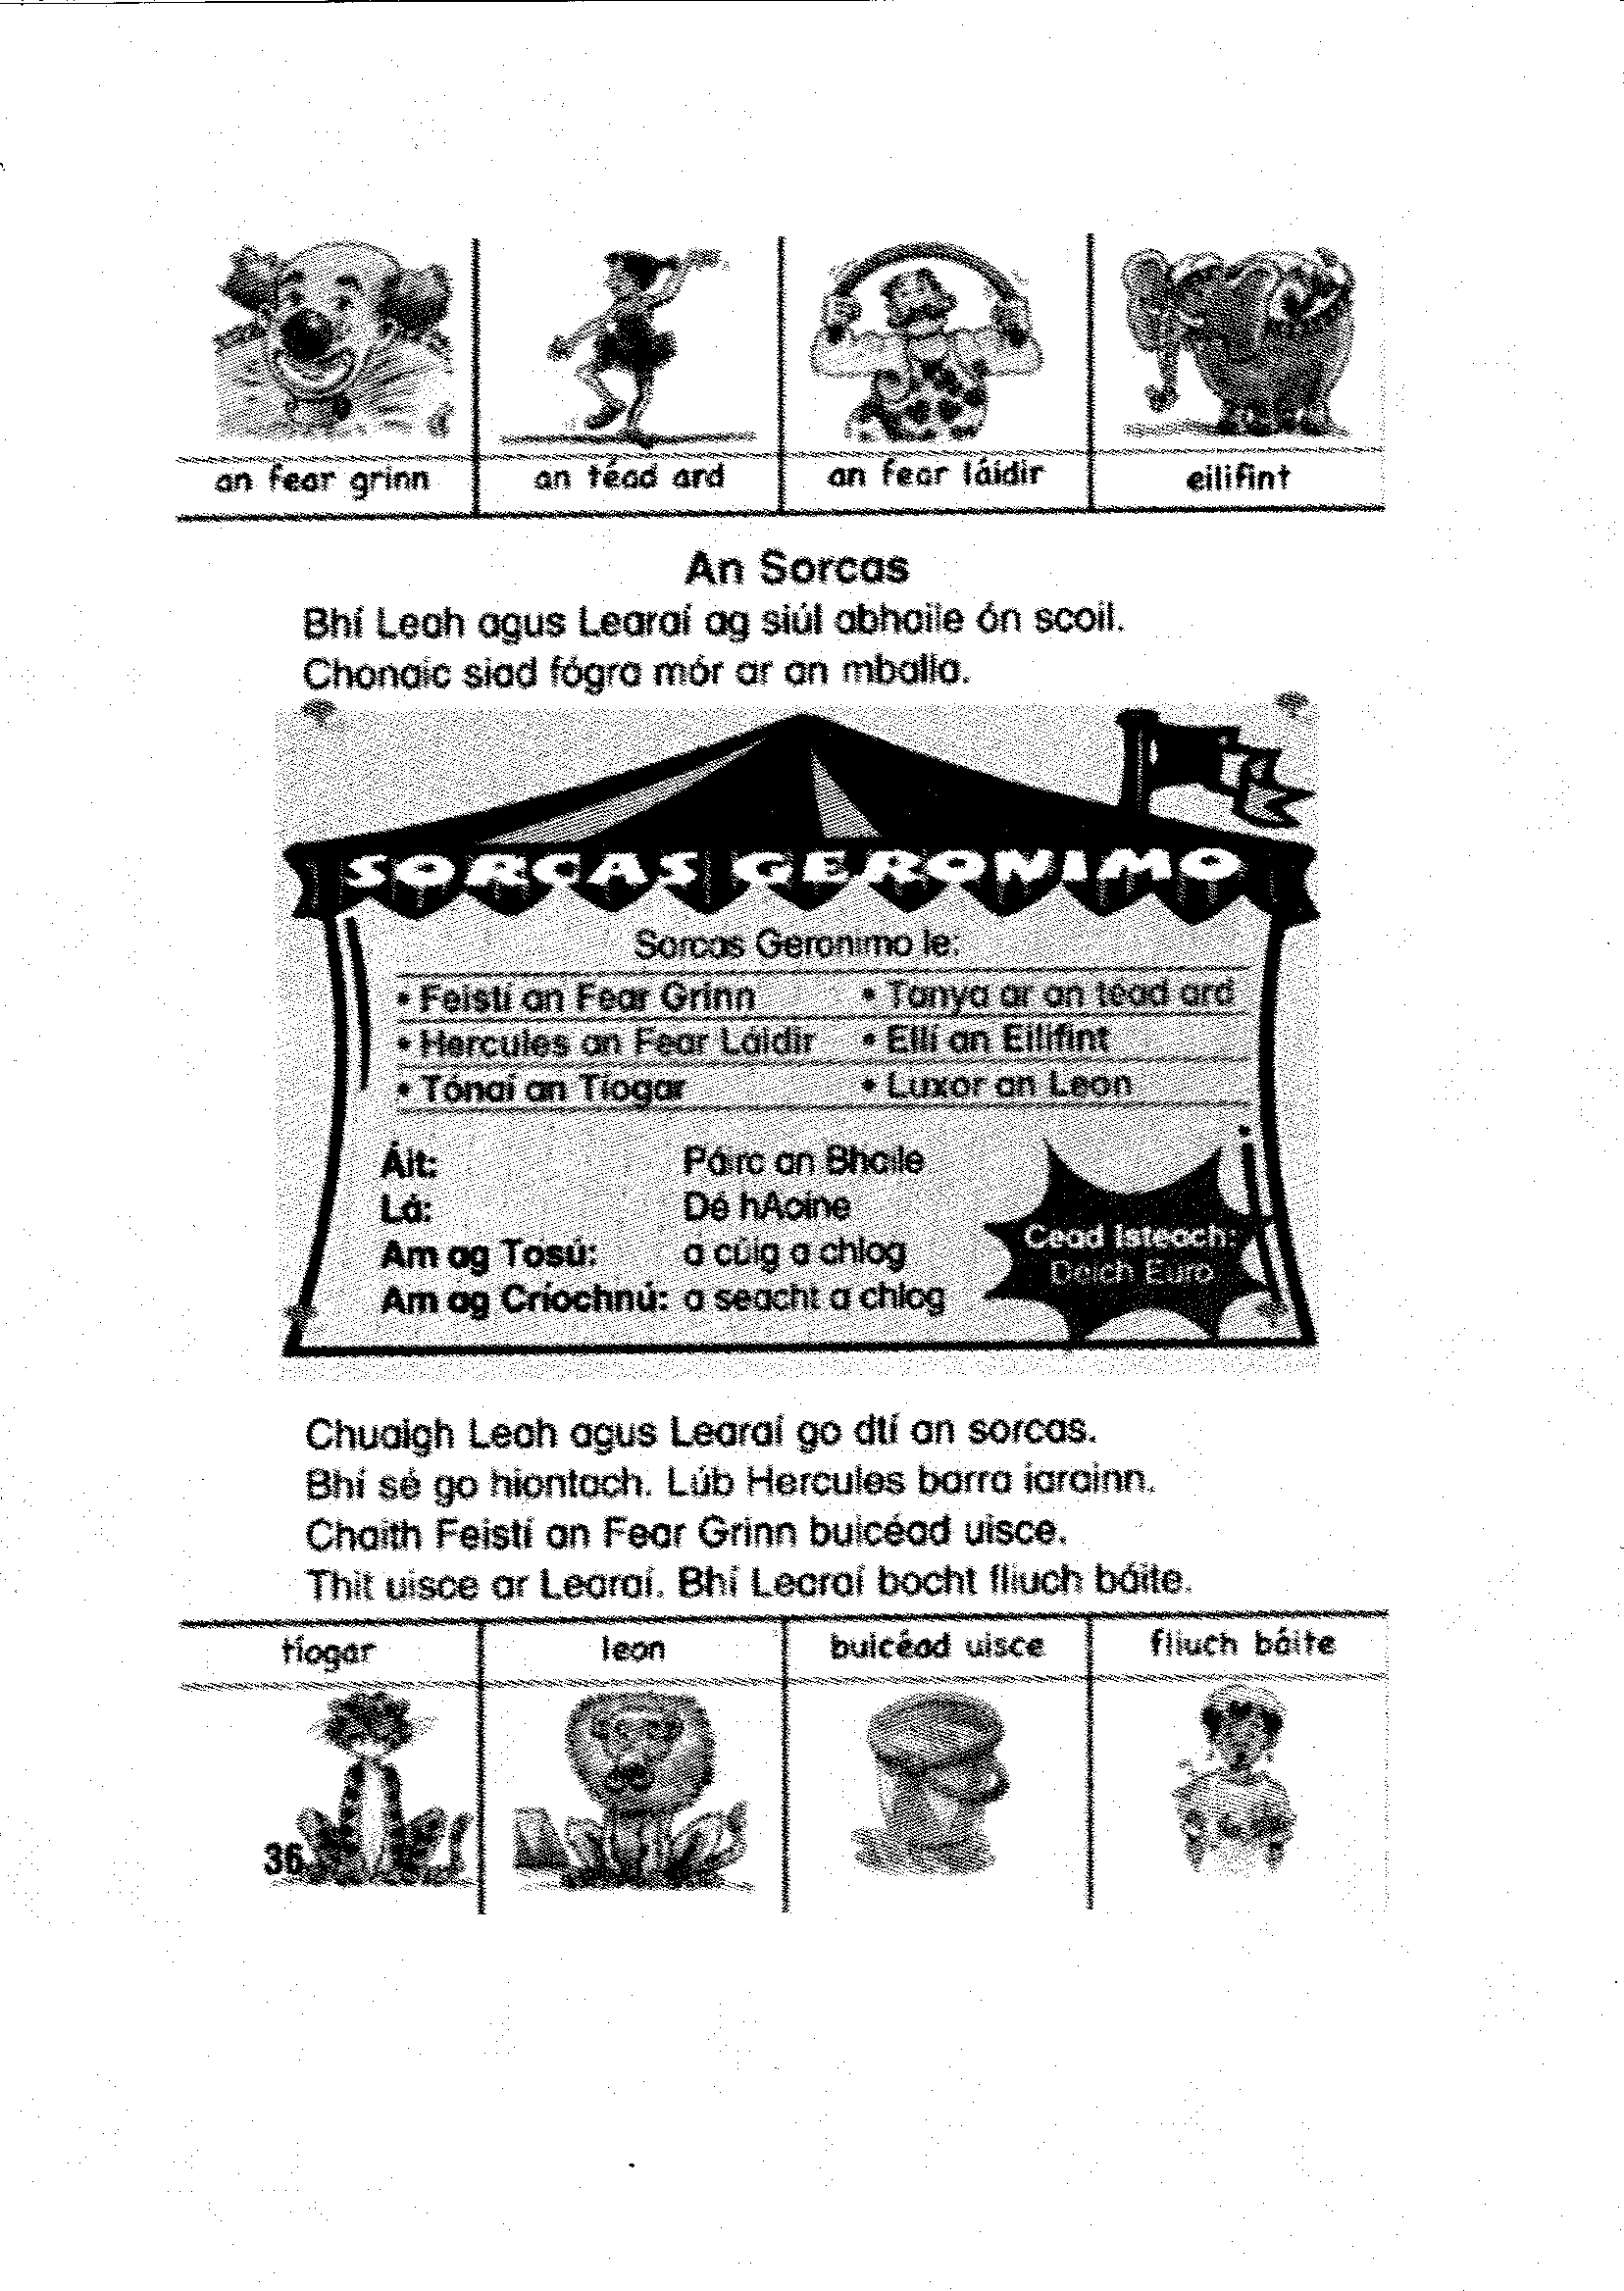 an fear grinn an téad ard an fear láidir eilifint
An Sorcas
Bhí Leah agus Learaí ag siúl abhaile ón scoil.
Chonaic siad fógra mór ar an mballa.
SORCAS GERONIMO
Sorcas Geronimo le:
• Feistí an Fear Grinn • Tanya ar an téad ard
• Hercules an Fear Láidir • Ellí an Eilifint
• Tónaí an Tíogar • Luxor an Leon
Áit: Páirc an Bhaile
Lá: Dé hAoine
Am ag Tosú: a cúig a chlog
Am ag Críochnú: a seacht a chlog
Cead Isteach:
Deich Euro
Chuaigh Leah agus Learaí go dtí an sorcas.
Bhí sé go hiontach. Lúb Hercules barra iarainn.
Chaith Feistí an Fear Grinn buicéad uisce.
Thit uisce ar Learaí. Bhí Learaí bocht fliuch báite.
tíogar leon buicéad uisce fliuch báite
36